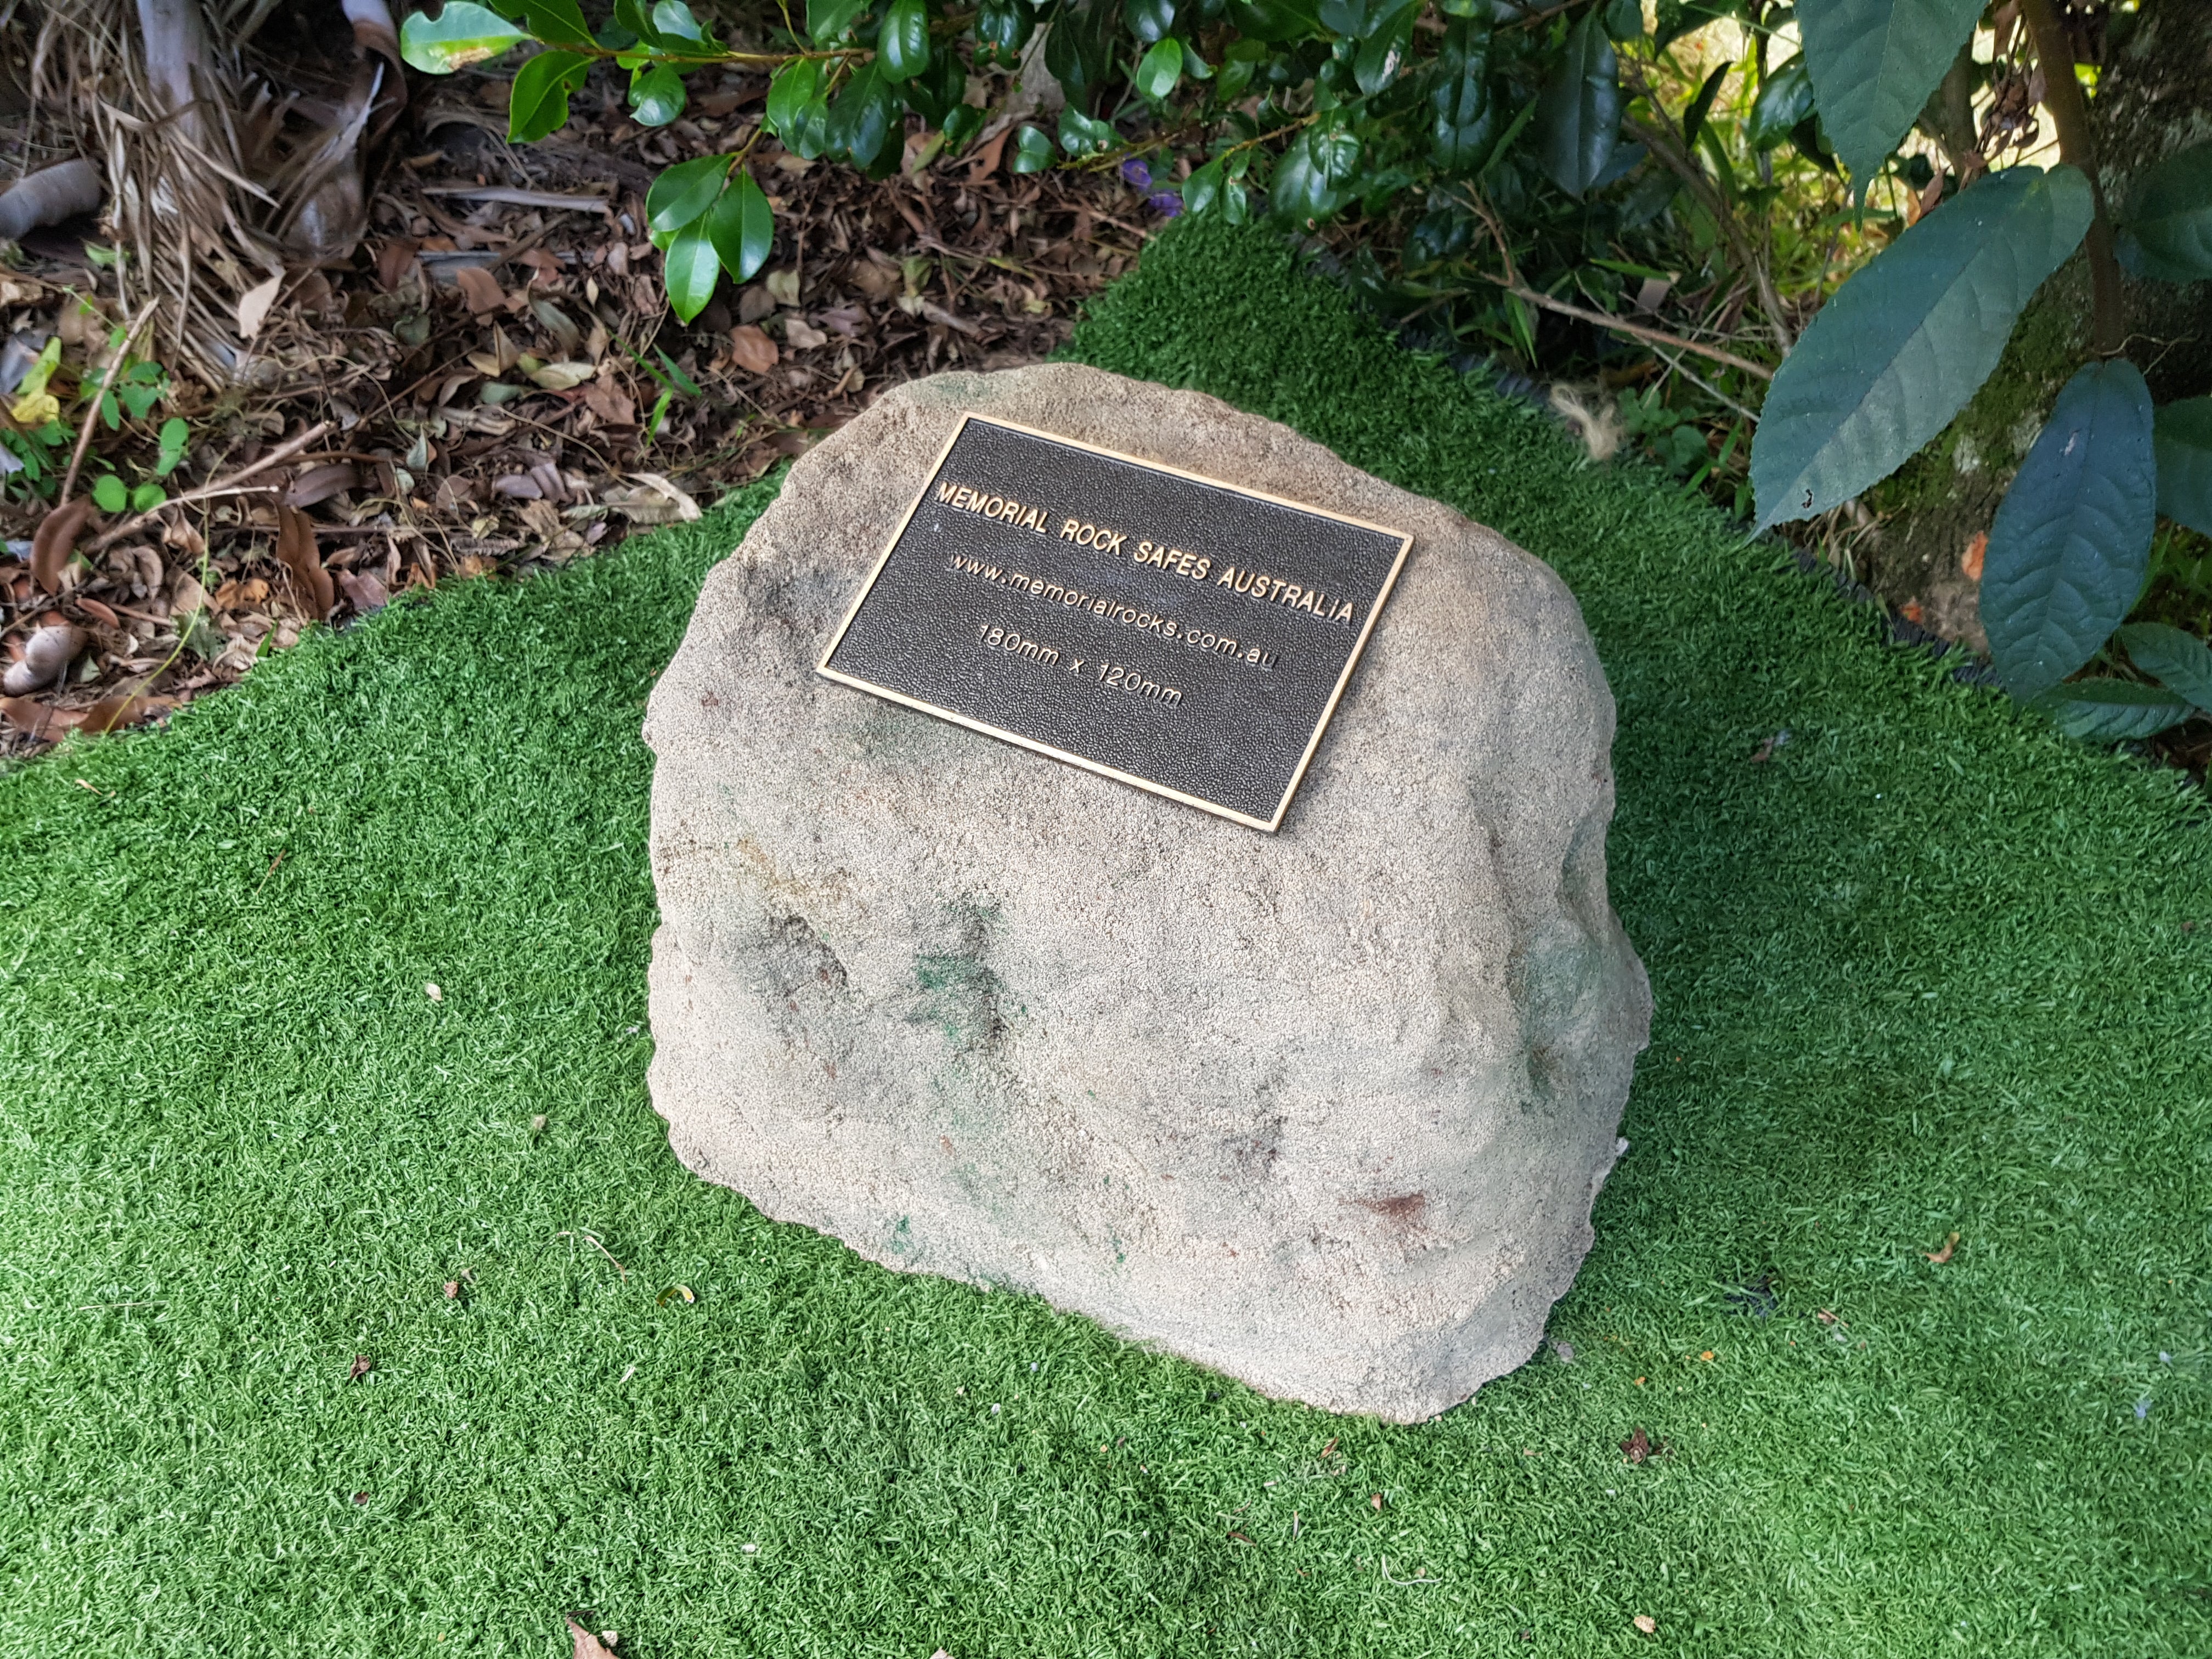 MEMORIAL ROCK SAFES AUSTRALIA
www.memorialrocks.com.au
180mm x 120mm